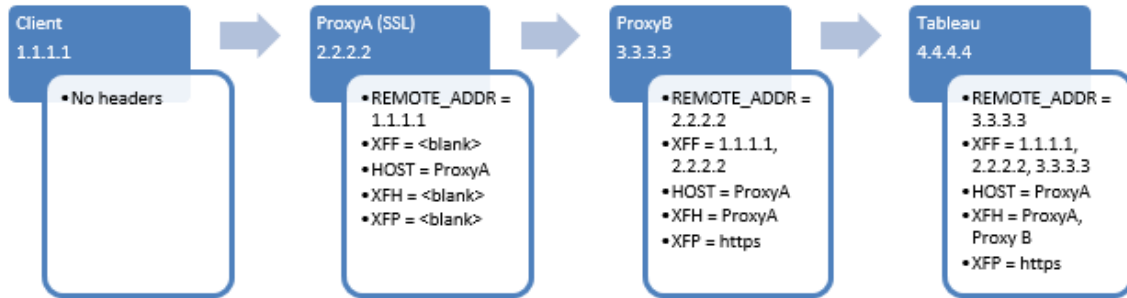 Client
1.1.1.1
•No headers
ProxyA (SSL)
2.2.2.2
•REMOTE_ADDR =
1.1.1.1
•XFF = <blank>
•HOST = ProxyA
•XFH = <blank>
•XFP = <blank>
ProxyB
3.3.3.3
•REMOTE_ADDR =
2.2.2.2
•XFF = 1.1.1.1,
2.2.2.2
•HOST = ProxyA
•XFH = ProxyA
•XFP = https
Tableau
4.4.4.4
•REMOTE_ADDR =
3.3.3.3
•XFF = 1.1.1.1,
2.2.2.2, 3.3.3.3
•HOST = ProxyA
•XFH = ProxyA,
Proxy B
•XFP = https